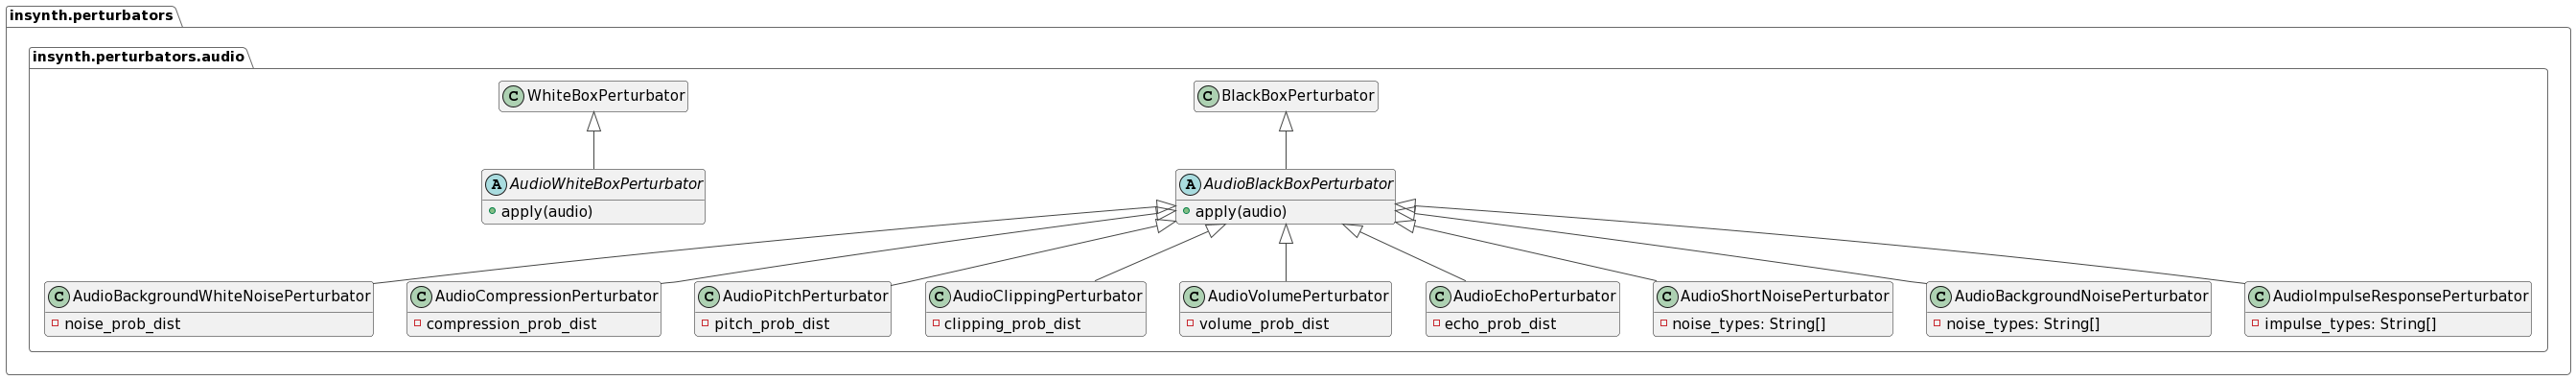 insynth.perturbators
insynth.perturbators.audio
C WhiteBoxPerturbator
C BlackBoxPerturbator
A AudioWhiteBoxPerturbator
apply(audio)
A AudioBlackBoxPerturbator
apply(audio)
C AudioBackgroundWhiteNoisePerturbator
noise_prob_dist
C AudioCompressionPerturbator
compression_prob_dist
C AudioPitchPerturbator
pitch_prob_dist
C AudioClippingPerturbator
clipping_prob_dist
C AudioVolumePerturbator
volume_prob_dist
C AudioEchoPerturbator
echo_prob_dist
C AudioShortNoisePerturbator
noise_types: String[]
C AudioBackgroundNoisePerturbator
noise_types: String[]
C AudioImpulseResponsePerturbator
impulse_types: String[]